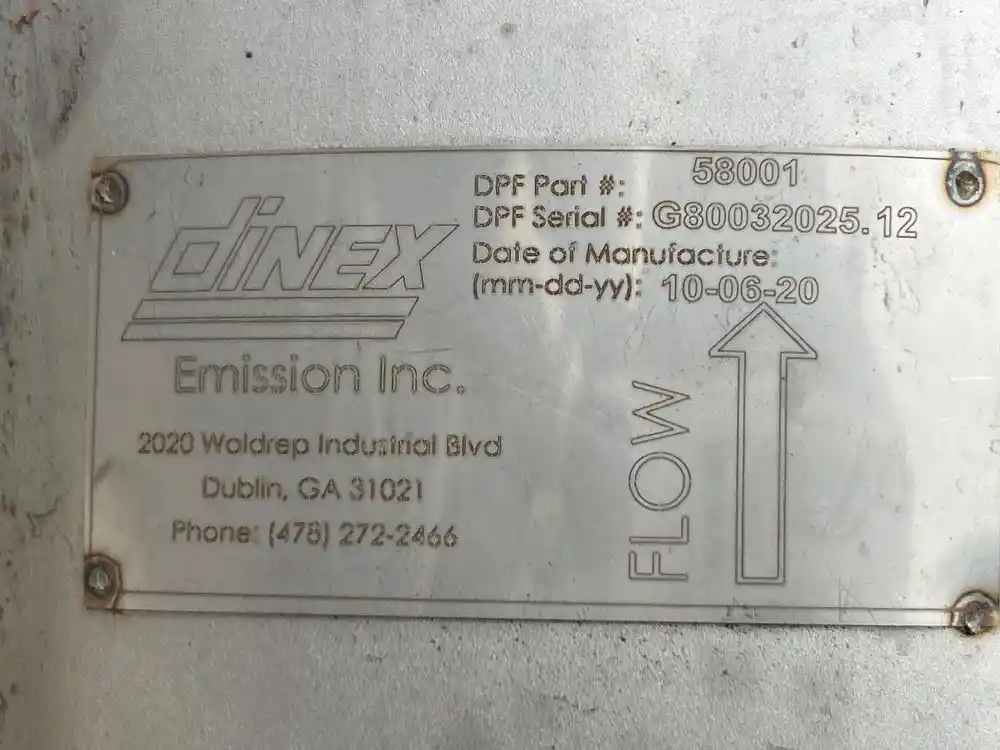 DINEX
Emission Inc.
2020 Waldrep Industrial Blvd
Dublin, GA 31021
Phone: (478) 272-2466
DPF Part #: 58001
DPF Serial #: G80032025.12
Date of Manufacture:
(mm-dd-yy): 10-06-20
FLOW